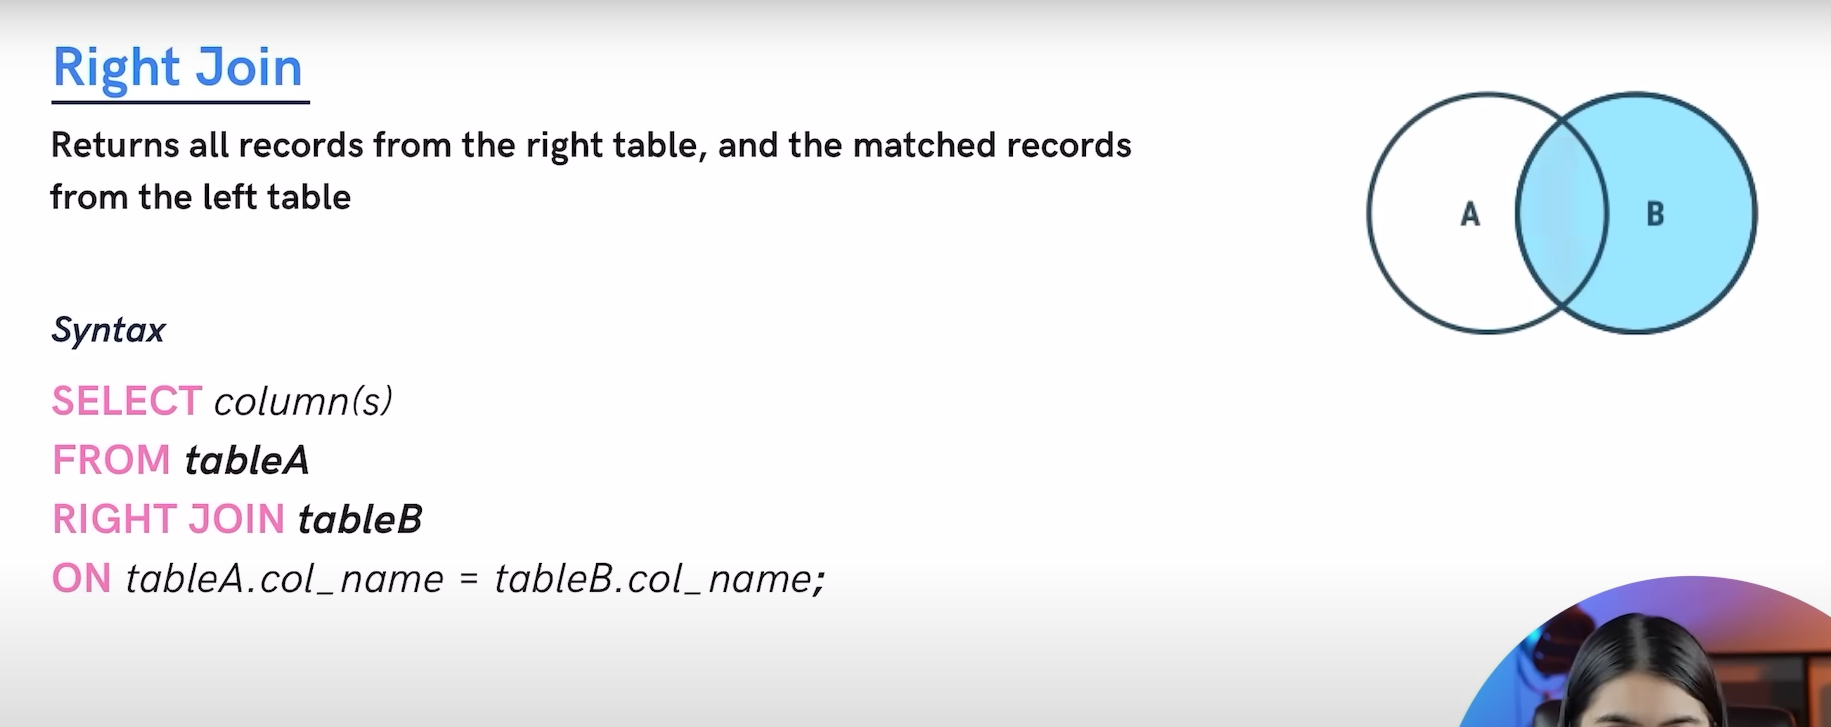 Right Join
Returns all records from the right table, and the matched records
from the left table
A
B
Syntax
SELECT column(s)
FROM tableA
RIGHT JOIN tableB
ON tableA.col_name = tableB.col_name;